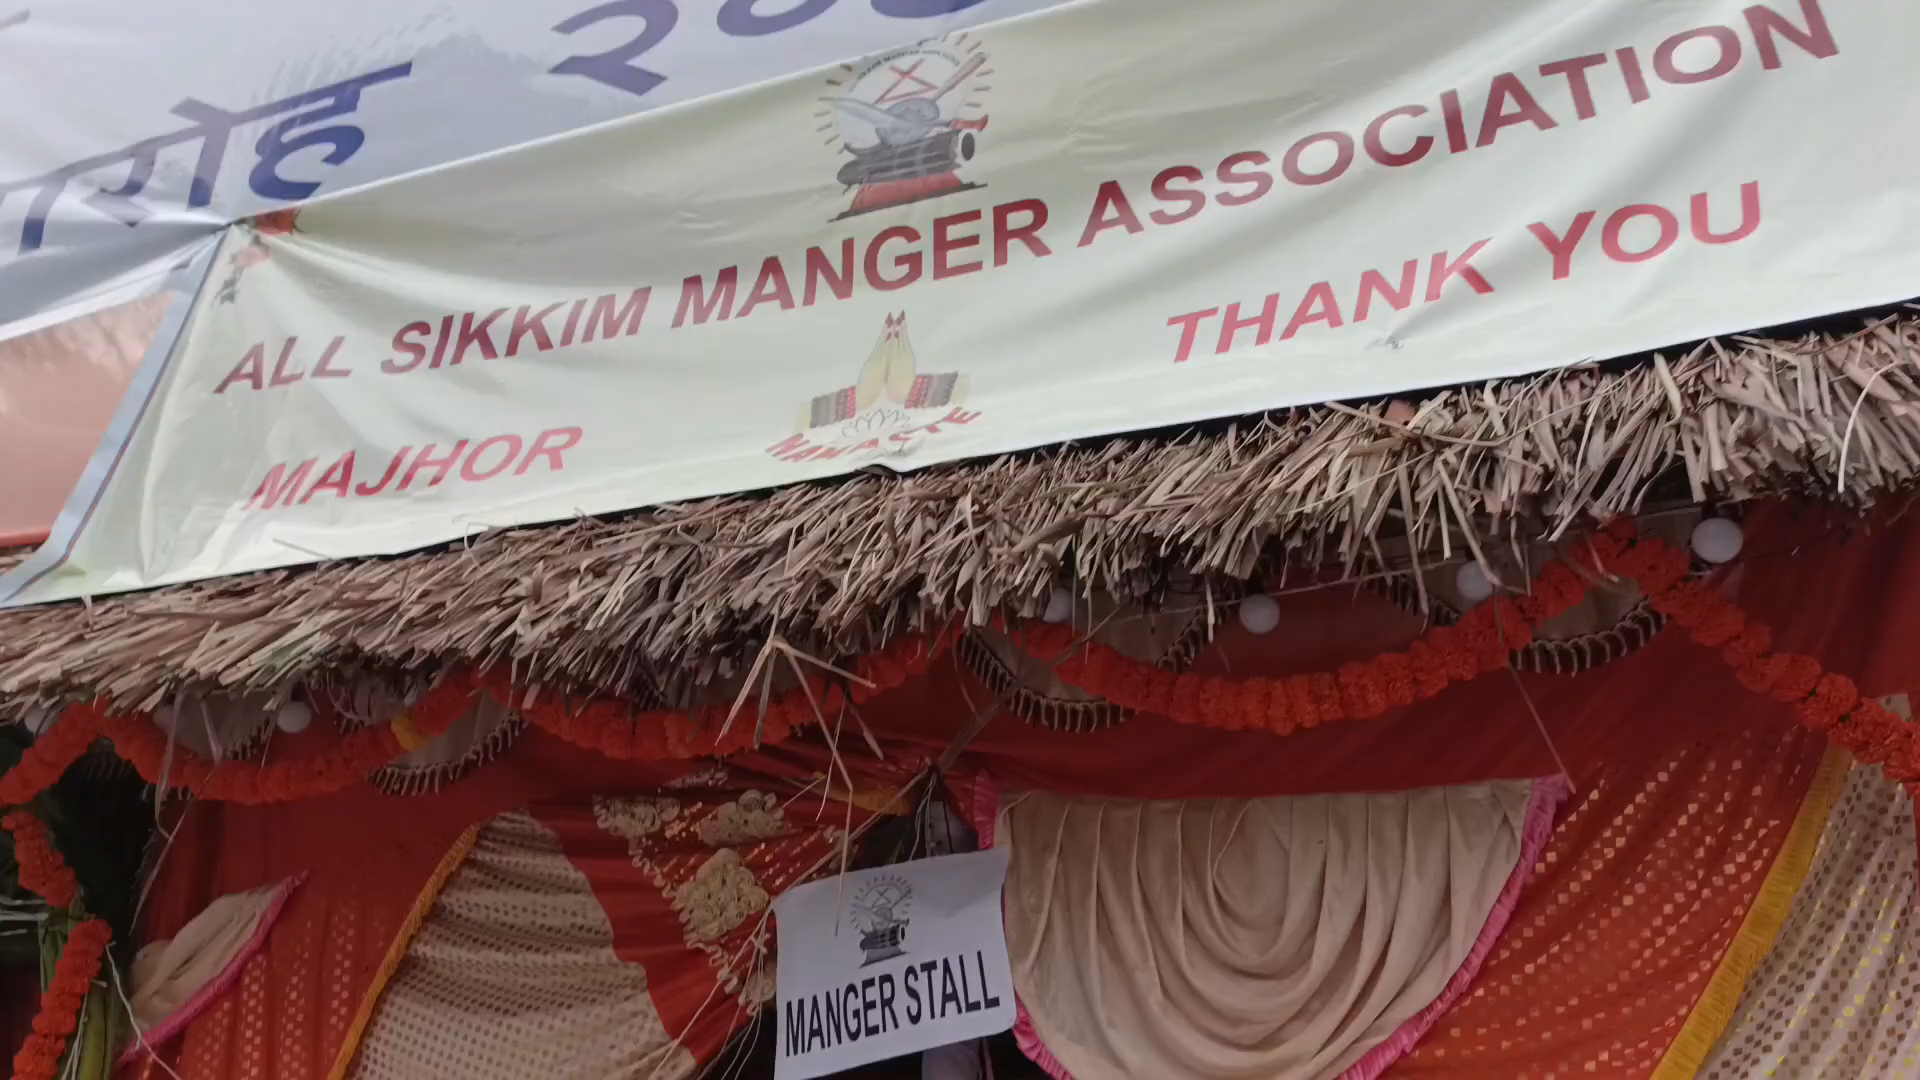 ALL SIKKIM MANGER ASSOCIATION
MAJHOR
NAMASTE
THANK YOU
MANGER STALL